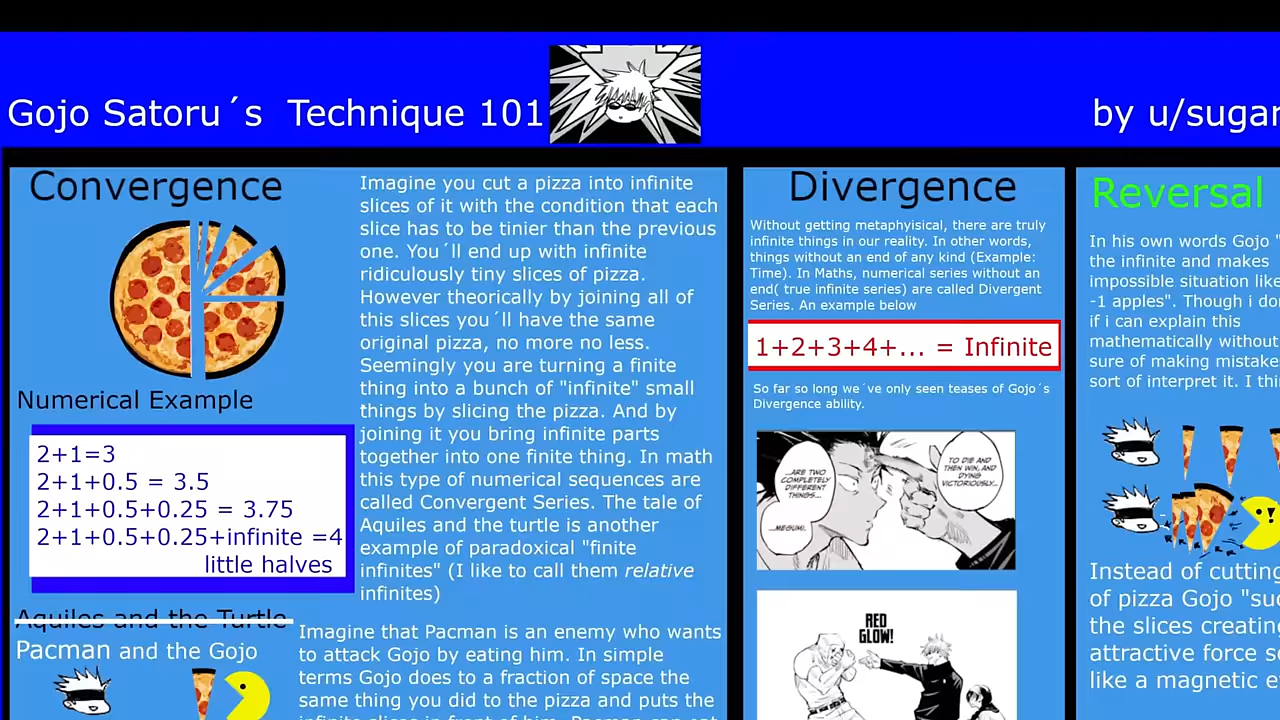 Gojo Satoru´s Technique 101
by u/sugar
Convergence
Imagine you cut a pizza into infinite
slices of it with the condition that each
slice has to be tinier than the previous
one. You´ll end up with infinite
ridiculously tiny slices of pizza.
However theorically by joining all of
this slices you´ll have the same
original pizza, no more no less.
Seemingly you are turning a finite
thing into a bunch of "infinite" small
things by slicing the pizza. And by
joining it you bring infinite parts
together into one finite thing. In math
this type of numerical sequences are
called Convergent Series. The tale of
Aquiles and the turtle is another
example of paradoxical "finite
infinites" (I like to call them relative
infinites)
Numerical Example
2+1=3
2+1+0.5 = 3.5
2+1+0.5+0.25 = 3.75
2+1+0.5+0.25+infinite =4
little halves
Aquiles and the Turtle
Pacman and the Gojo
Imagine that Pacman is an enemy who wants
to attack Gojo by eating him. In simple
terms Gojo does to a fraction of space the
same thing you did to the pizza and puts the
infinite slices in front of him. Pacman can eat
Divergence
Without getting metaphyisical, there are truly
infinite things in our reality. In other words,
things without an end of any kind (Example:
Time). In Maths, numerical series without an
end( true infinite series) are called Divergent
Series. An example below
1+2+3+4+... = Infinite
So far so long we´ve only seen teases of Gojo´s
Divergence ability.
...ARE TWO
COMPLETELY
DIFFERENT
THINGS...
...MEGUMI.
TO DIE AND
THEN WIN, AND
DYING
VICTORIOUSLY...
RED
GLOW!
Reversal
In his own words Gojo "
the infinite and makes
impossible situation like
-1 apples". Though i do
if i can explain this
mathematically without
sure of making mistake
sort of interpret it. I thi
Instead of cutting
of pizza Gojo "su
the slices creatin
attractive force s
like a magnetic e